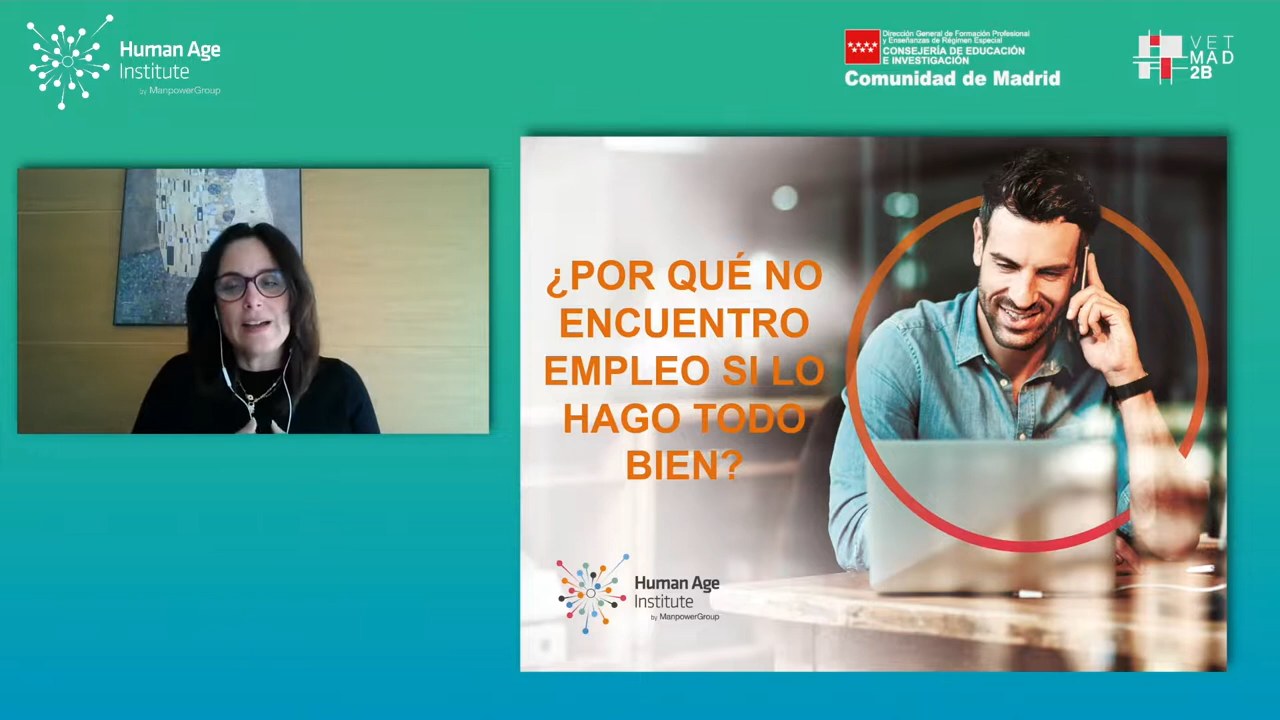 Human Age
Institute
by ManpowerGroup
Dirección General de Formación Profesional
y Enseñanzas de Régimen Especial
CONSEJERÍA DE EDUCACIÓN
E INVESTIGACIÓN
Comunidad de Madrid
VET
MAD
2B
¿POR QUÉ NO
ENCUENTRO
EMPLEO SI LO
HAGO TODO
BIEN?
Human Age
Institute
by ManpowerGroup